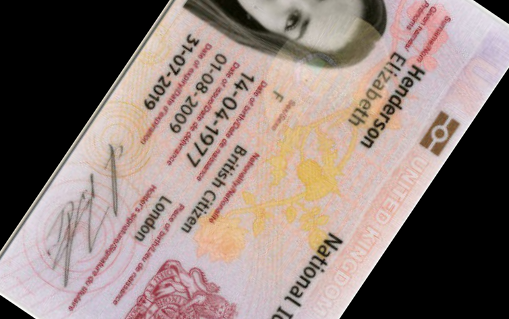 UNITED KINGDOM
National Id
Surname/Nom
Henderson
Given names/
Prénoms
Elizabeth
Sex/Sexe
F
Nationality/Nationalité
British Citizen
Date of birth/Date de naissance
14-04-1977
Place of birth/Lieu de naissance
London
Date of issue/Date de délivrance
01-08-2009
Date of expiry/Date d'expiration
31-07-2019
Holder's signature/Signature du titulaire